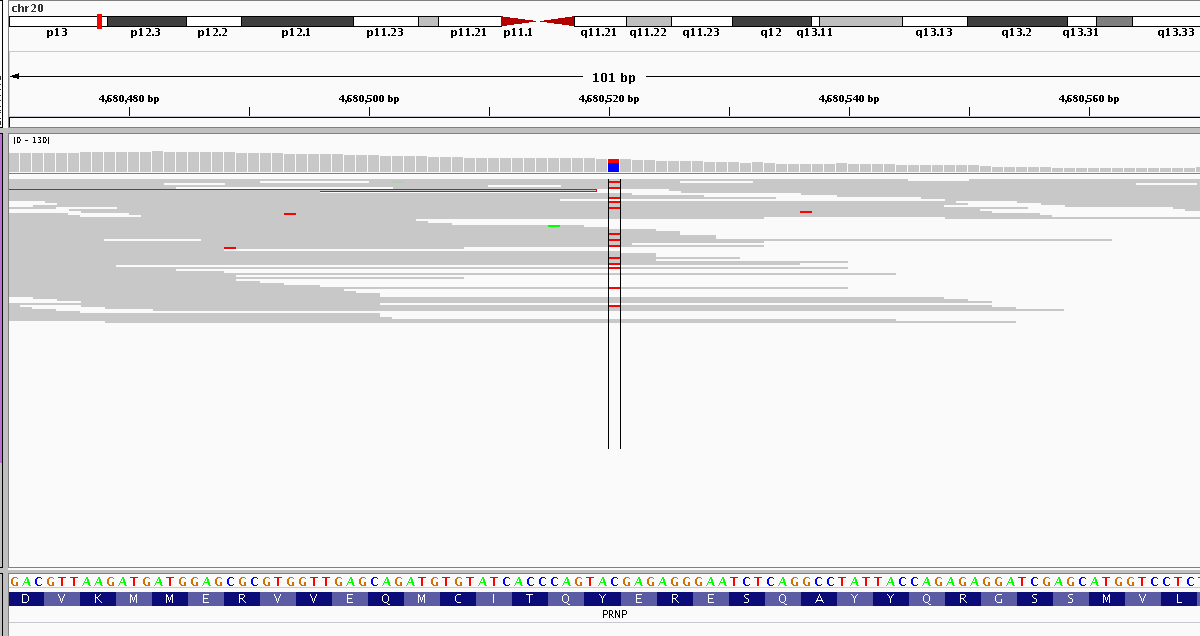 chr20
p13 p12.3 p12.2 p12.1 p11.23 p11.21 p11.1 q11.21 q11.22 q11.23 q12 q13.11 q13.13 q13.2 q13.31 q13.33
101 bp
4,680,480 bp 4,680,500 bp 4,680,520 bp 4,680,540 bp 4,680,560 bp
[0 - 130]
GACGTTAAGATGATGGAGCGCGTGGTTGAGCAGATGTGTATCACCCAGTACGAGAGGGAATCTCAGGCCTATTACCAGAGAGGATCGAGCATGGTCCTC
D V K M M E R V V E Q M C I T Q Y E R E S Q A Y Y Q R G S S M V L
PRNP